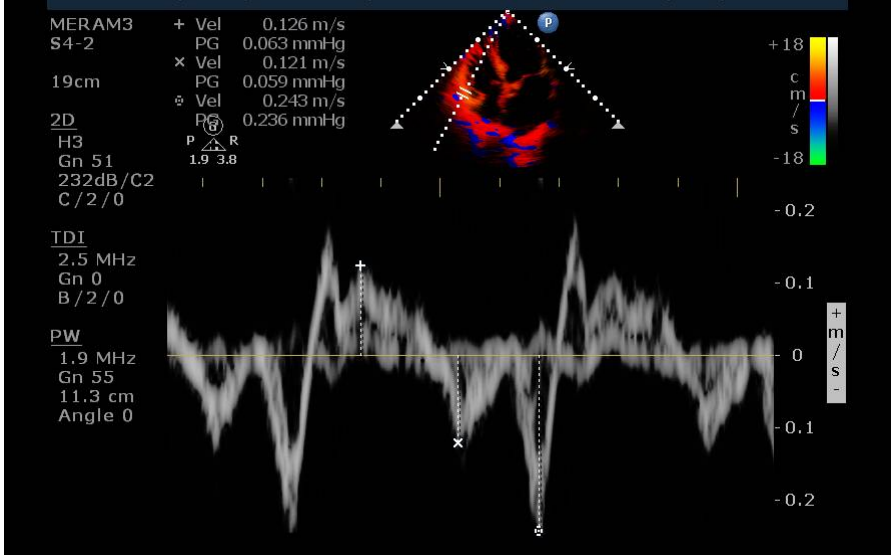 MERAM3
S4-2
19cm
2D
H3
Gn 51
232dB/C2
C/2/0
TDI
2.5 MHz
Gn 0
B/2/0
PW
1.9 MHz
Gn 55
11.3 cm
Angle 0
+ Vel 0.126 m/s
PG 0.063 mmHg
× Vel 0.121 m/s
PG 0.059 mmHg
Vel 0.243 m/s
PG 0.236 mmHg
G
P R
1.9 3.8
P
+18
c
m
/
s
-18
- 0.2
- 0.1
- 0
- 0.1
- 0.2
+
m
/
s
-